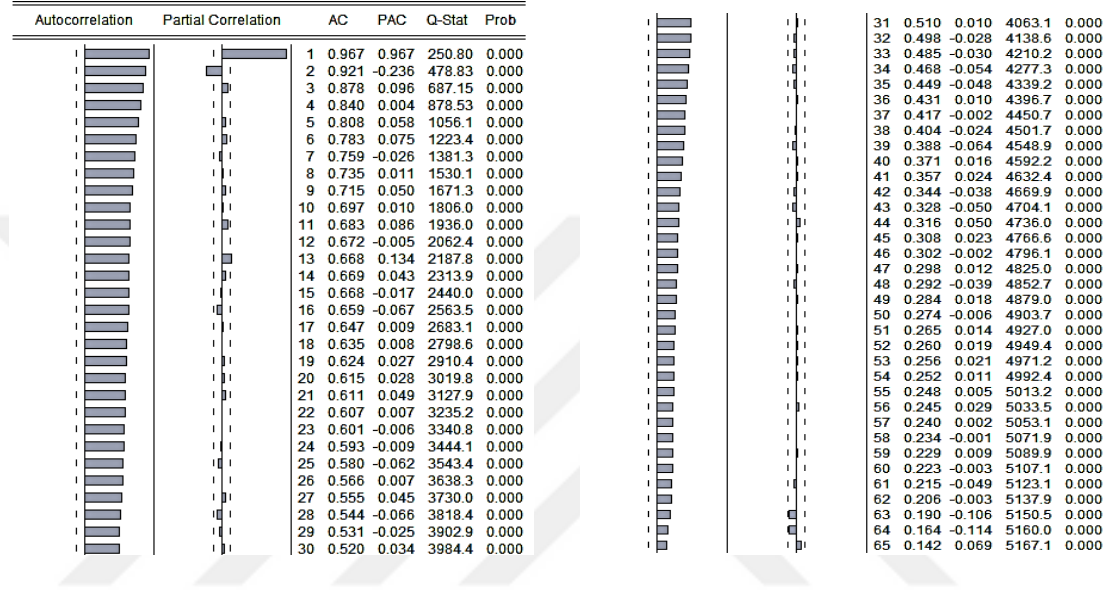 Autocorrelation Partial Correlation AC PAC Q-Stat Prob
1 0.967 0.967 250.80 0.000
2 0.921 -0.236 478.83 0.000
3 0.878 0.096 687.15 0.000
4 0.840 0.004 878.53 0.000
5 0.808 0.058 1056.1 0.000
6 0.783 0.075 1223.4 0.000
7 0.759 -0.026 1381.3 0.000
8 0.735 0.011 1530.1 0.000
9 0.715 0.050 1671.3 0.000
10 0.697 0.010 1806.0 0.000
11 0.683 0.086 1936.0 0.000
12 0.672 -0.005 2062.4 0.000
13 0.668 0.134 2187.8 0.000
14 0.669 0.043 2313.9 0.000
15 0.668 -0.017 2440.0 0.000
16 0.659 -0.067 2563.5 0.000
17 0.647 0.009 2683.1 0.000
18 0.635 0.008 2798.6 0.000
19 0.624 0.027 2910.4 0.000
20 0.615 0.028 3019.8 0.000
21 0.611 0.049 3127.9 0.000
22 0.607 0.007 3235.2 0.000
23 0.601 -0.006 3340.8 0.000
24 0.593 -0.009 3444.1 0.000
25 0.580 -0.062 3543.4 0.000
26 0.566 0.007 3638.3 0.000
27 0.555 0.045 3730.0 0.000
28 0.544 -0.066 3818.4 0.000
29 0.531 -0.025 3902.9 0.000
30 0.520 0.034 3984.4 0.000
31 0.510 0.010 4063.1 0.000
32 0.498 -0.028 4138.6 0.000
33 0.485 -0.030 4210.2 0.000
34 0.468 -0.054 4277.3 0.000
35 0.449 -0.048 4339.2 0.000
36 0.431 0.010 4396.7 0.000
37 0.417 -0.002 4450.7 0.000
38 0.404 -0.024 4501.7 0.000
39 0.388 -0.064 4548.9 0.000
40 0.371 0.016 4592.2 0.000
41 0.357 0.024 4632.4 0.000
42 0.344 -0.038 4669.9 0.000
43 0.328 -0.050 4704.1 0.000
44 0.316 0.050 4736.0 0.000
45 0.308 0.023 4766.6 0.000
46 0.302 -0.002 4796.1 0.000
47 0.298 0.012 4825.0 0.000
48 0.292 -0.039 4852.7 0.000
49 0.284 0.018 4879.0 0.000
50 0.274 -0.006 4903.7 0.000
51 0.265 0.014 4927.0 0.000
52 0.260 0.019 4949.4 0.000
53 0.256 0.021 4971.2 0.000
54 0.252 0.011 4992.4 0.000
55 0.248 0.005 5013.2 0.000
56 0.245 0.029 5033.5 0.000
57 0.240 0.002 5053.1 0.000
58 0.234 -0.001 5071.9 0.000
59 0.229 0.009 5089.9 0.000
60 0.223 -0.003 5107.1 0.000
61 0.215 -0.049 5123.1 0.000
62 0.206 -0.003 5137.9 0.000
63 0.190 -0.106 5150.5 0.000
64 0.164 -0.114 5160.0 0.000
65 0.142 0.069 5167.1 0.000